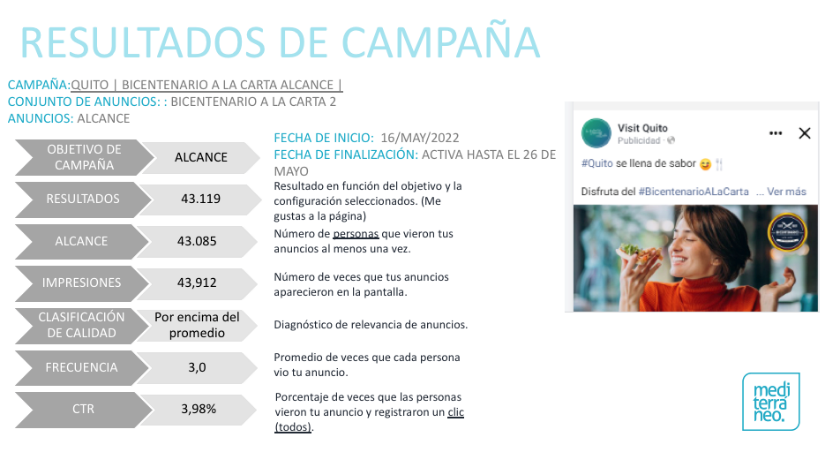 RESULTADOS DE CAMPAÑA
CAMPAÑA:QUITO | BICENTENARIO A LA CARTA ALCANCE |
CONJUNTO DE ANUNCIOS: : BICENTENARIO A LA CARTA 2
ANUNCIOS: ALCANCE
FECHA DE INICIO: 16/MAY/2022
FECHA DE FINALIZACIÓN: ACTIVA HASTA EL 26 DE
MAYO
OBJETIVO DE
CAMPAÑA
ALCANCE
RESULTADOS
43.119
Resultado en función del objetivo y la
configuración seleccionados. (Me
gustas a la página)
ALCANCE
43.085
Número de personas que vieron tus
anuncios al menos una vez.
IMPRESIONES
43,912
Número de veces que tus anuncios
aparecieron en la pantalla.
CLASIFICACIÓN
DE CALIDAD
Por encima del
promedio
Diagnóstico de relevancia de anuncios.
FRECUENCIA
3,0
Promedio de veces que cada persona
vio tu anuncio.
CTR
3,98%
Porcentaje de veces que las personas
vieron tu anuncio y registraron un clic
(todos).
Visit Quito
Publicidad ·
#Quito se llena de sabor 😋🍴
Disfruta del #BicentenarioALaCarta ... Ver más
medi
terrá
neo.